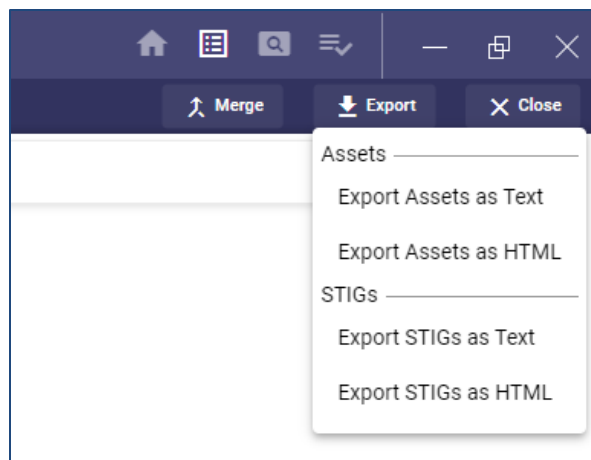 Merge
Export
Close
Assets
Export Assets as Text
Export Assets as HTML
STIGs
Export STIGs as Text
Export STIGs as HTML